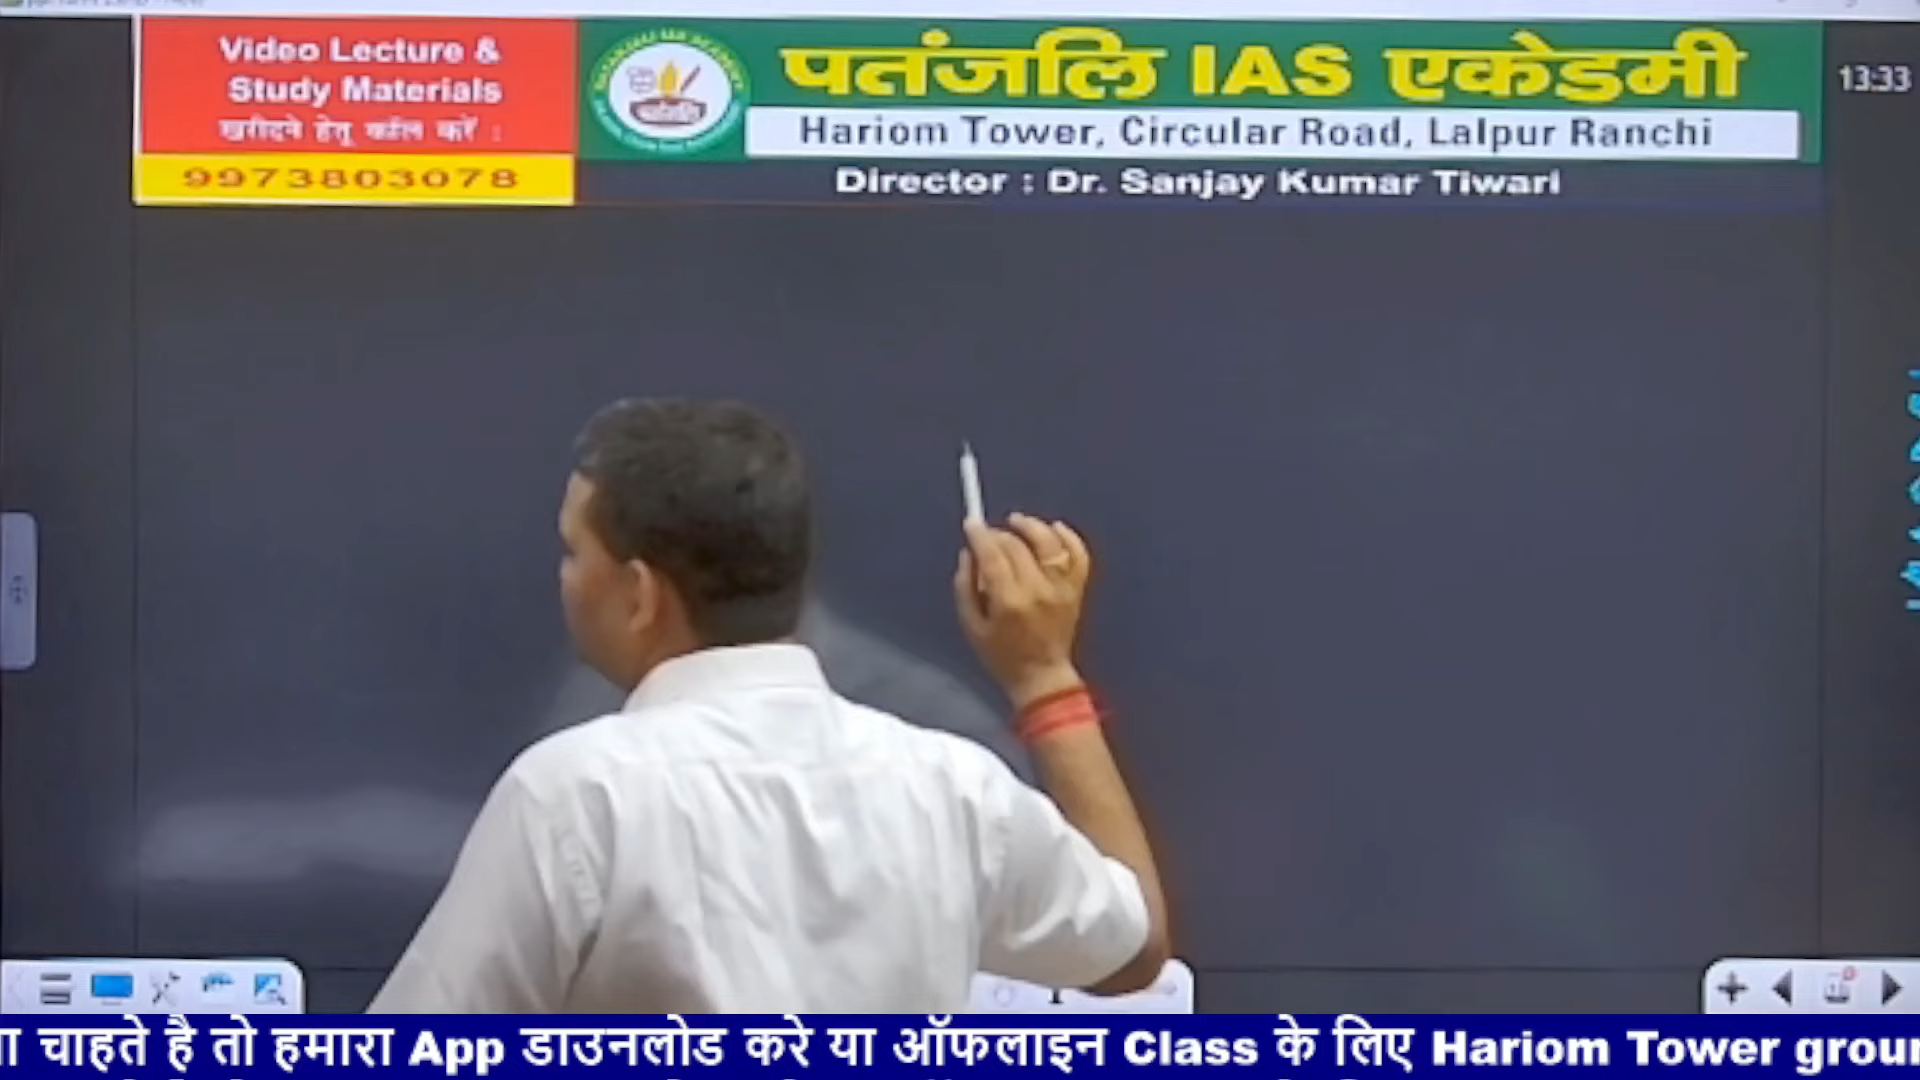 Video Lecture &
Study Materials
खरीदने हेतू कॉल करें :
9973803078
पतंजलि IAS एकेडमी
Hariom Tower, Circular Road, Lalpur Ranchi
Director : Dr. Sanjay Kumar Tiwari
13:33
चाहते है तो हमारा App डाउनलोड करे या ऑफलाइन Class के लिए Hariom Tower